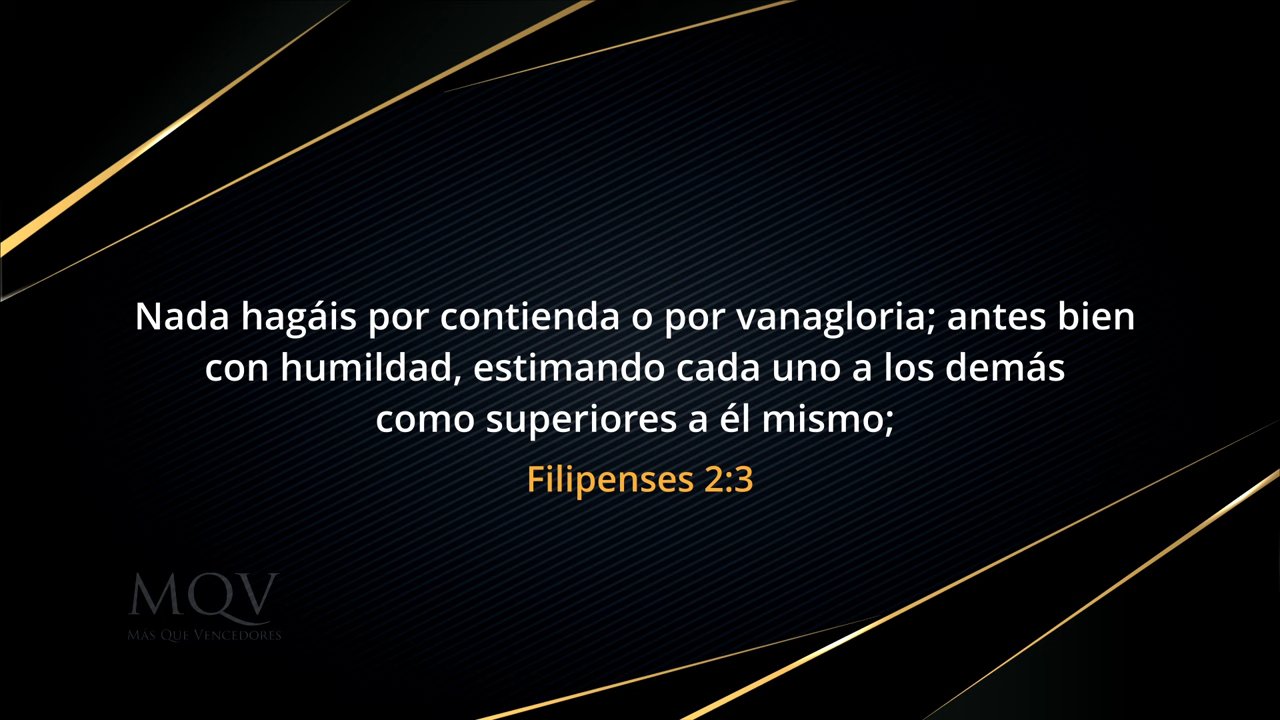 Nada hagáis por contienda o por vanagloria; antes bien
con humildad, estimando cada uno a los demás
como superiores a él mismo;
Filipenses 2:3
MQV
MÁS QUE VENCEDORES